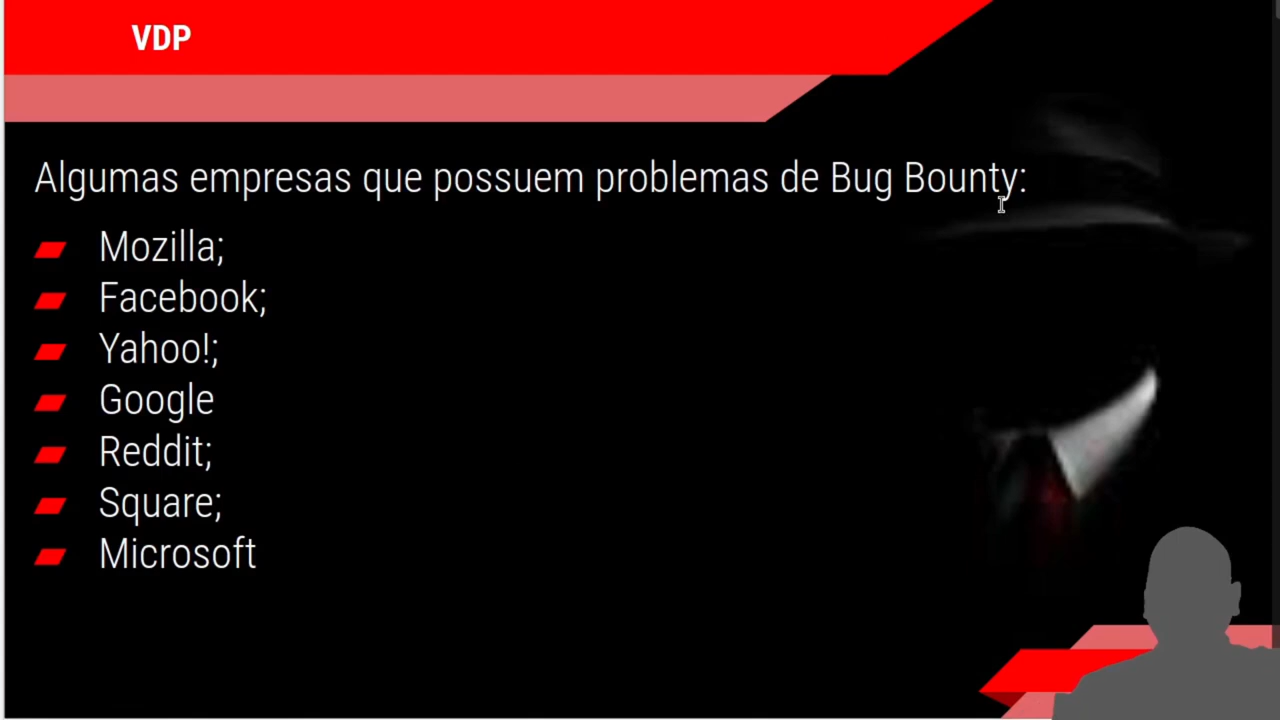 VDP
Algumas empresas que possuem problemas de Bug Bounty:
Mozilla;
Facebook;
Yahoo!;
Google
Reddit;
Square;
Microsoft